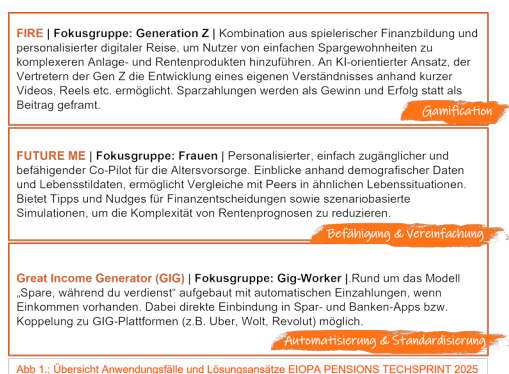 FIRE | Fokusgruppe: Generation Z | Kombination aus spielerischer Finanzbildung und
personalisierter digitaler Reise, um Nutzer von einfachen Spargewohnheiten zu
komplexeren Anlage- und Rentenprodukten hinzuführen. An KI-orientierter Ansatz, der
Vertretern der Gen Z die Entwicklung eines eigenen Verständnisses anhand kurzer
Videos, Reels etc. ermöglicht. Sparzahlungen werden als Gewinn und Erfolg statt als
Beitrag geframt.
Gamification
FUTURE ME | Fokusgruppe: Frauen | Personalisierter, einfach zugänglicher und
befähigender Co-Pilot für die Altersvorsorge. Einblicke anhand demografischer Daten
und Lebensstildaten, ermöglicht Vergleiche mit Peers in ähnlichen Lebenssituationen.
Bietet Tipps und Nudges für Finanzentscheidungen sowie szenariobasierte
Simulationen, um die Komplexität von Rentenprognosen zu reduzieren.
Befähigung & Vereinfachung
Great Income Generator (GIG) | Fokusgruppe: Gig-Worker |.Rund um das Modell
„Spare, während du verdienst“ aufgebaut mit automatischen Einzahlungen, wenn
Einkommen vorhanden. Dabei direkte Einbindung in Spar- und Banken-Apps bzw.
Koppelung zu GIG-Plattformen (z.B. Uber, Wolt, Revolut) möglich.
Automatisierung & Standardisierung
Abb 1.: Übersicht Anwendungsfälle und Lösungsansätze EIOPA PENSIONS TECHSPRINT 2025